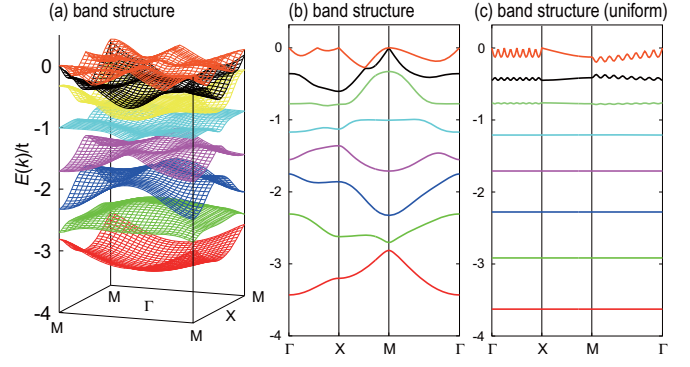 (a) band structure
(b) band structure
(c) band structure (uniform)
E(k)/t
0
-1
-2
-3
-4
M
M
Γ
M
X
M
0
-1
-2
-3
-4
Γ
X
M
Γ
0
-1
-2
-3
-4
Γ
X
M
Γ